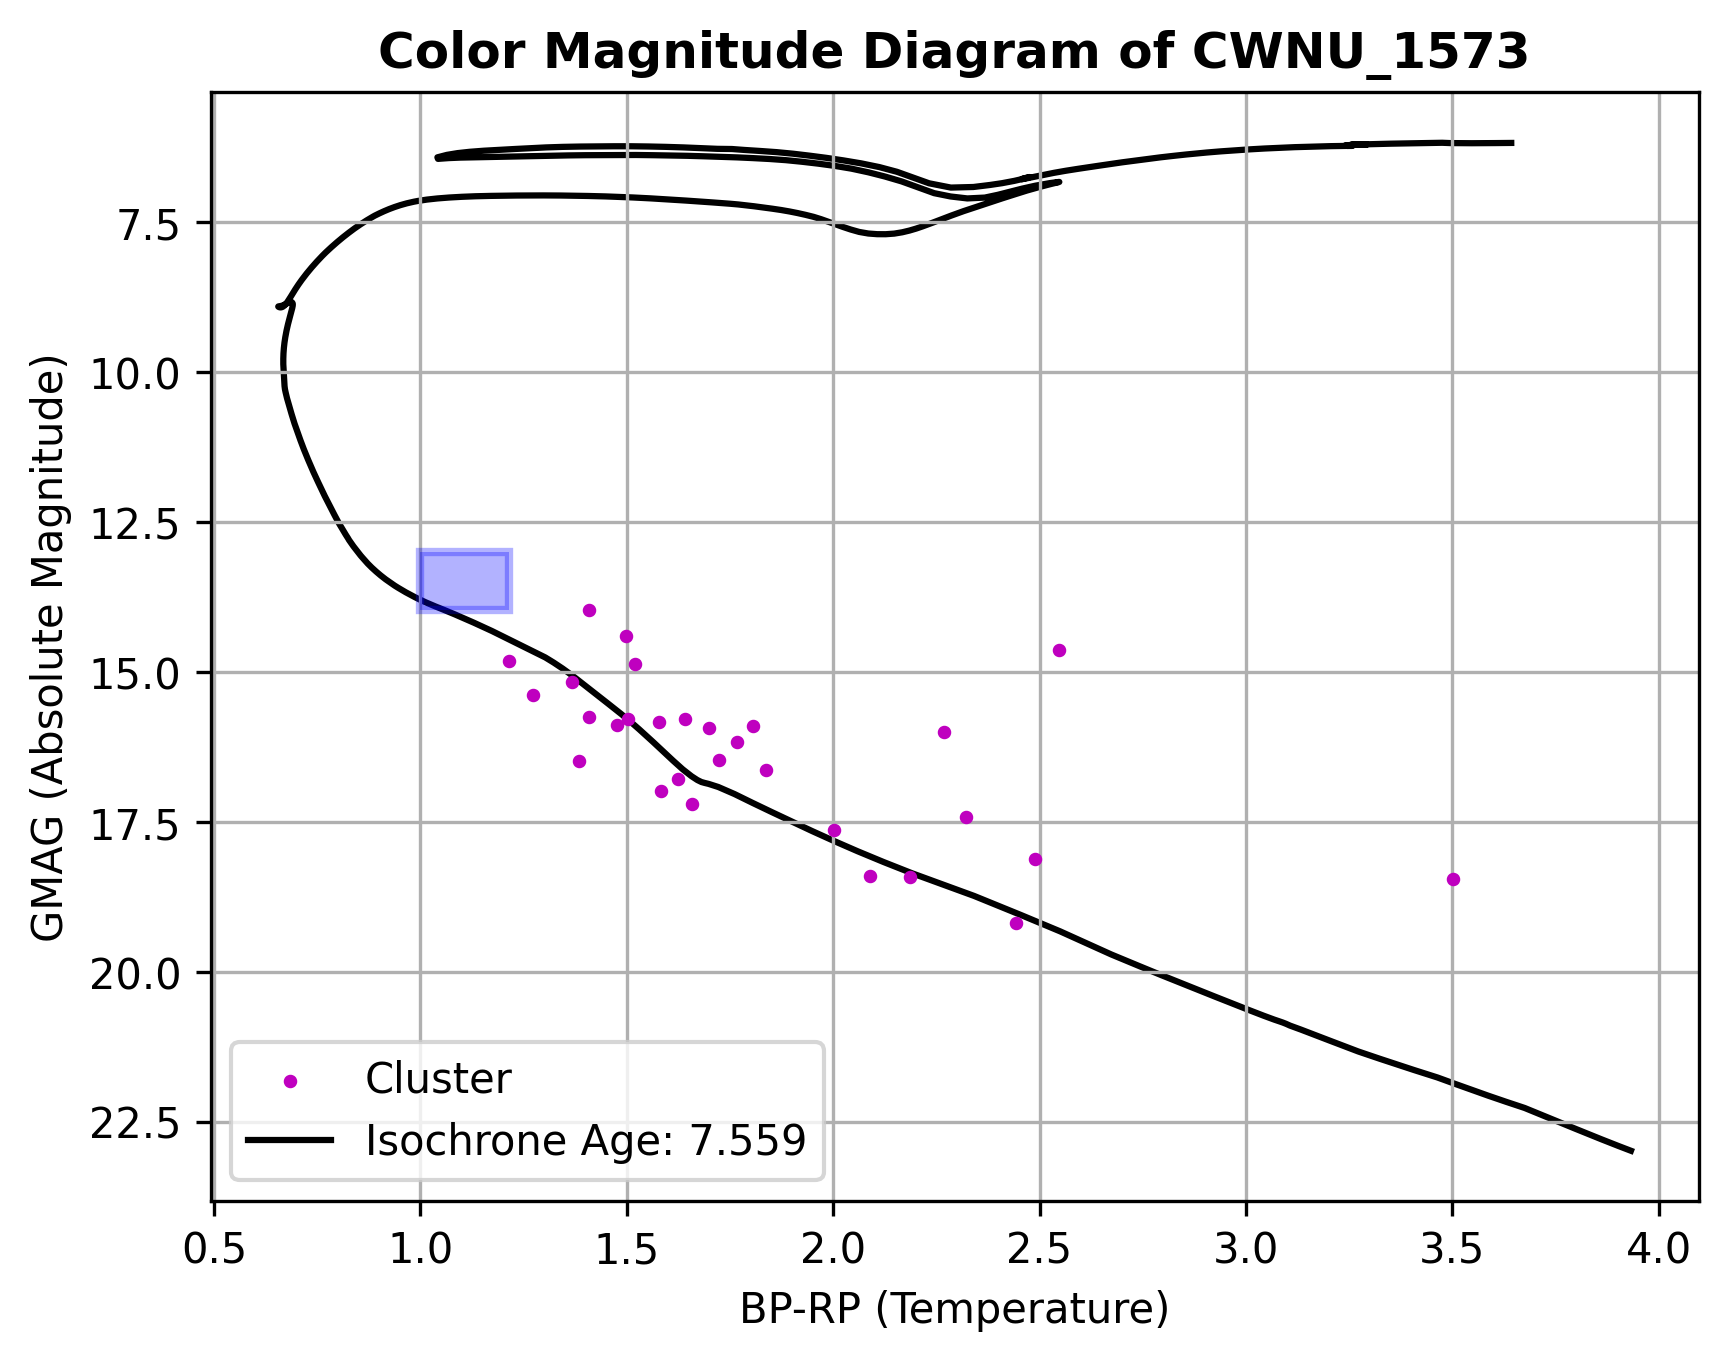 Color Magnitude Diagram of CWNU_1573
GMAG (Absolute Magnitude)
7.5
10.0
12.5
15.0
17.5
20.0
22.5
Cluster
Isochrone Age: 7.559
0.5 1.0 1.5 2.0 2.5 3.0 3.5 4.0
BP-RP (Temperature)